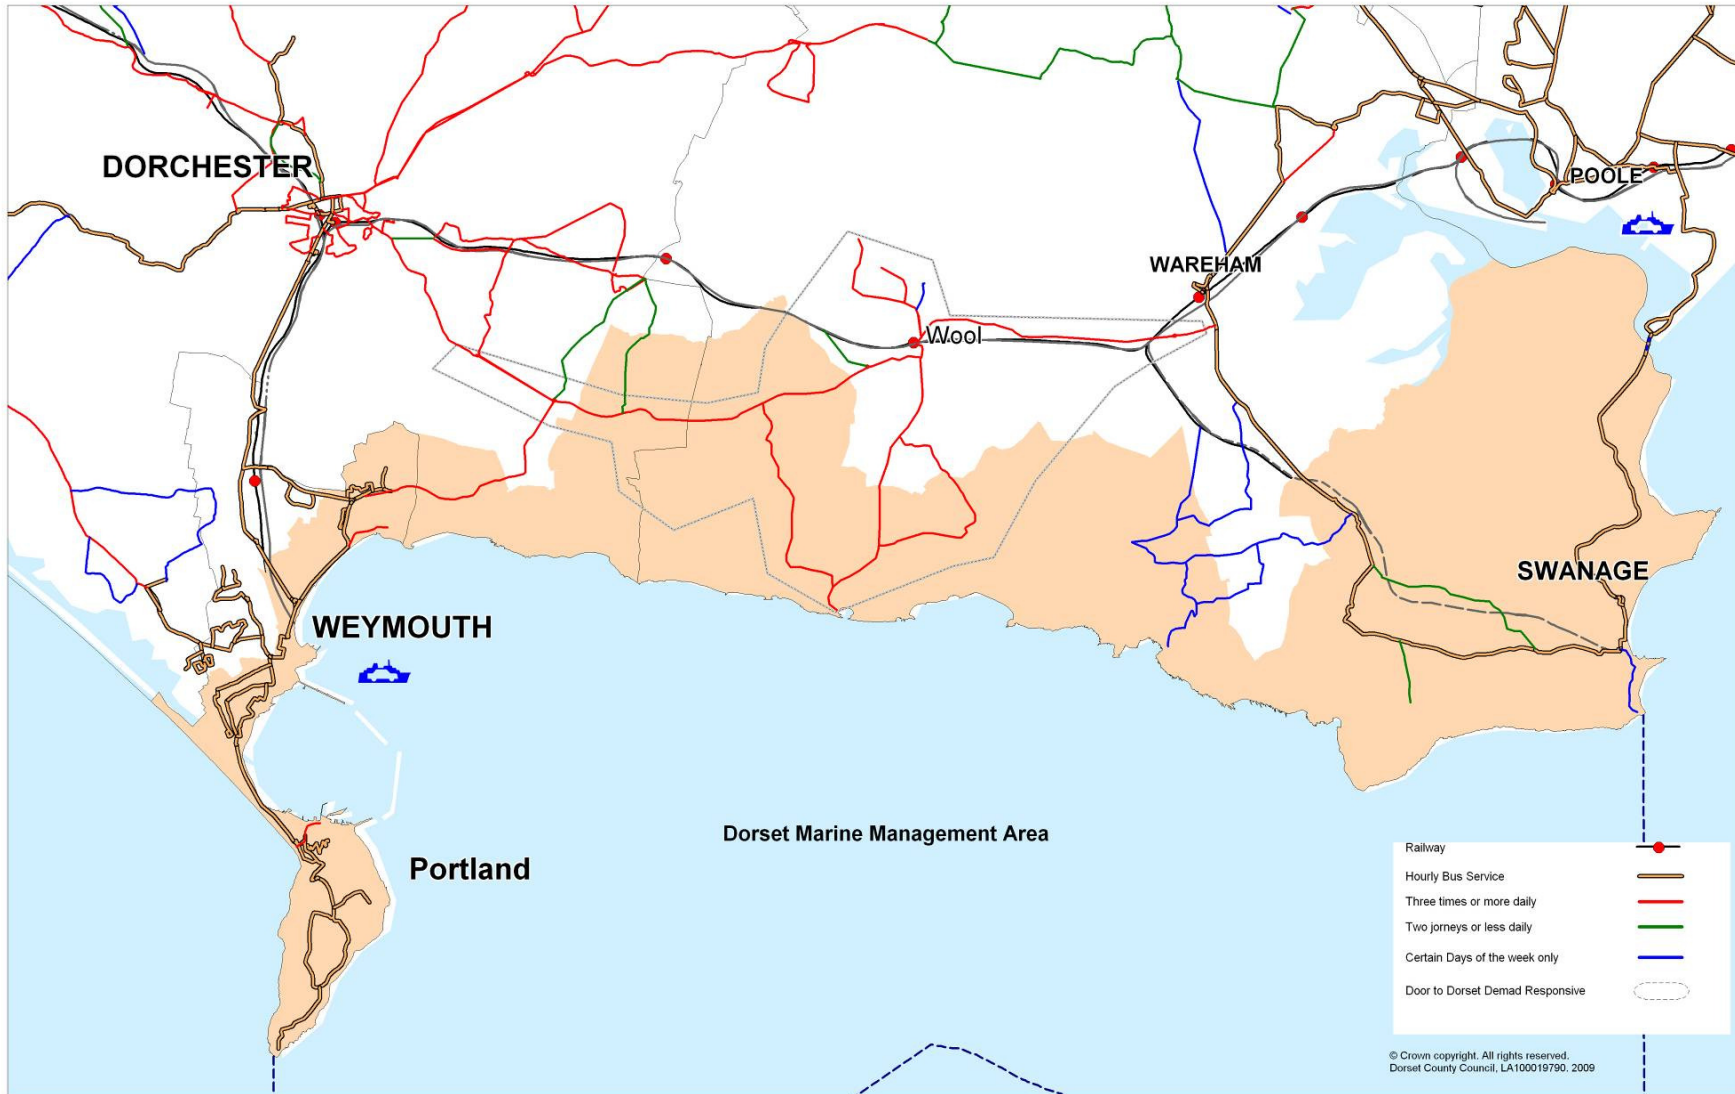 DORCHESTER
POOLE
WAREHAM
Wool
SWANAGE
WEYMOUTH
Dorset Marine Management Area
Portland
Railway
Hourly Bus Service
Three times or more daily
Two jorneys or less daily
Certain Days of the week only
Door to Dorset Demad Responsive
© Crown copyright. All rights reserved.
Dorset County Council, LA100019790. 2009